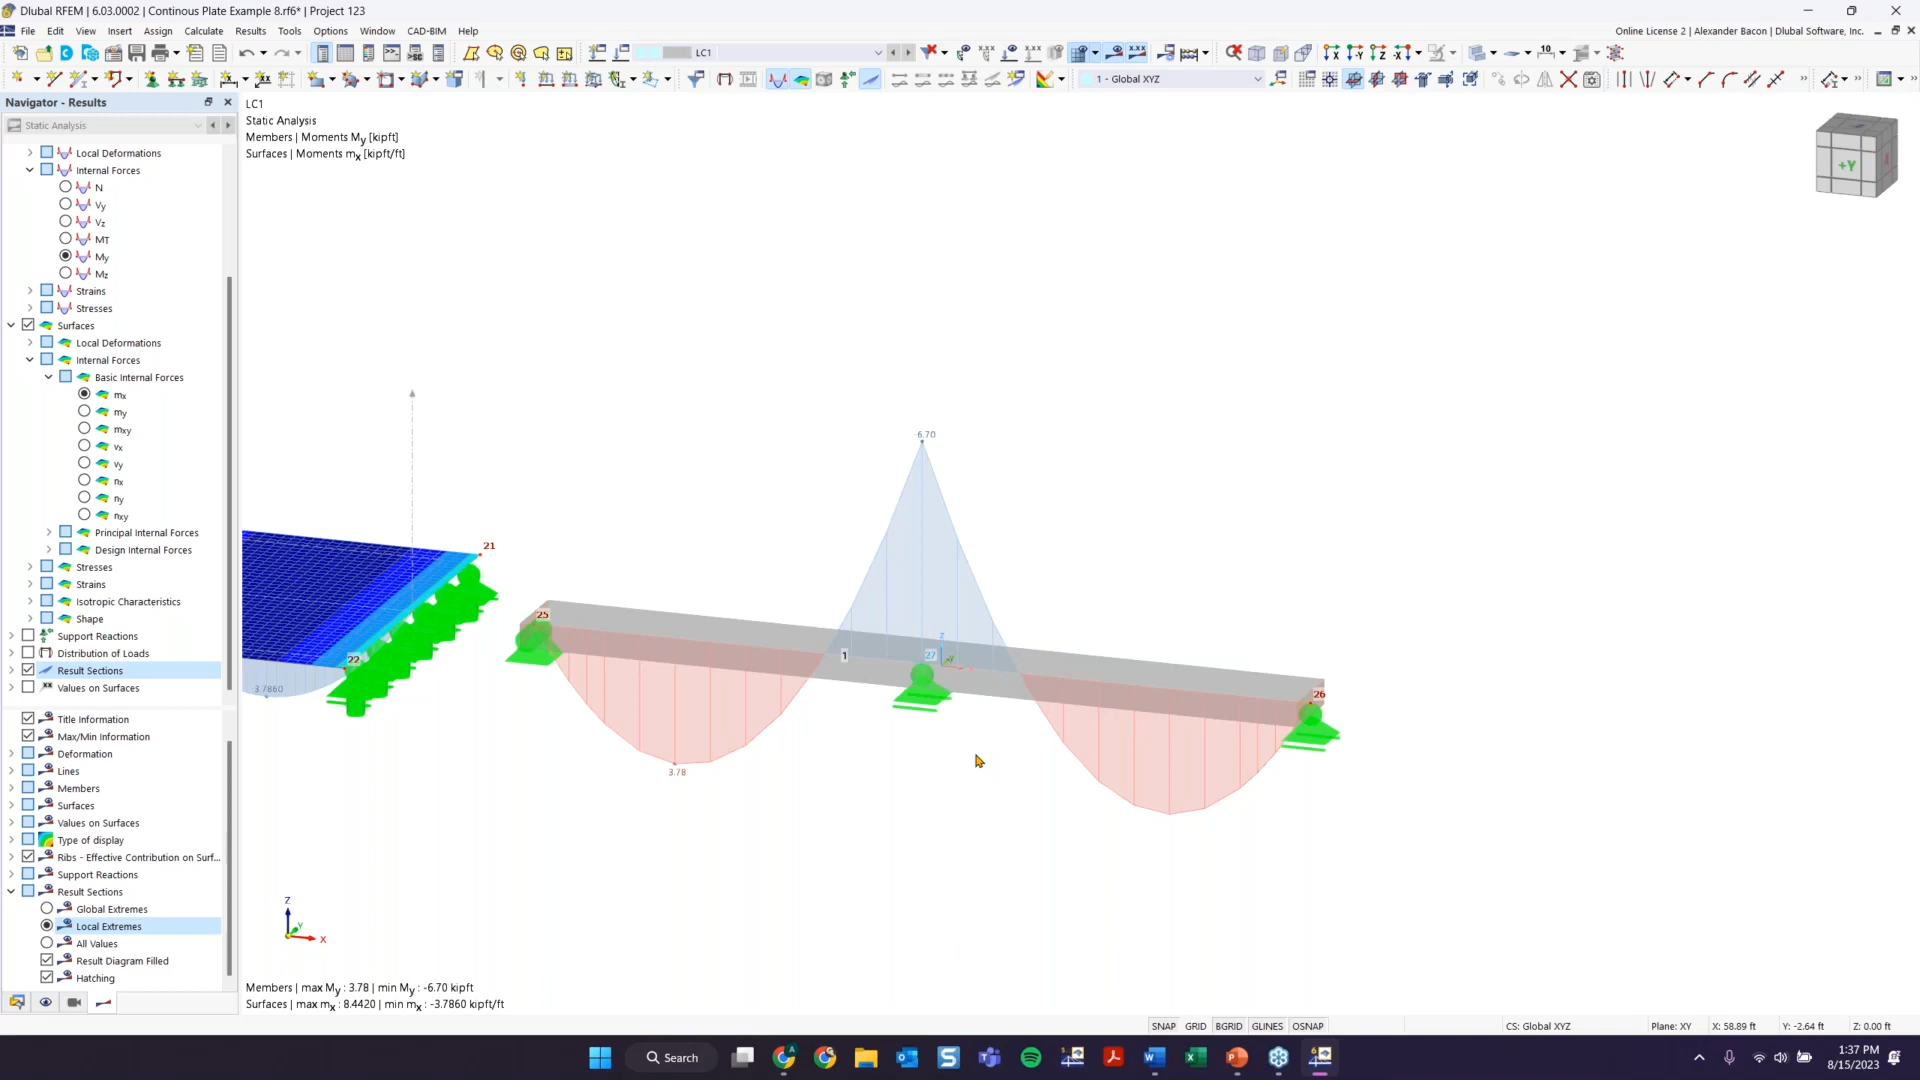 Dlubal RFEM | 6.03.0002 | Continous Plate Example 8.rf6* | Project 123
File Edit View Insert Assign Calculate Results Tools Options Window CAD-BIM Help
Online License 2 | Alexander Bacon | Dlubal Software, Inc.
LC1
1 - Global XYZ
Navigator - Results
Static Analysis
Local Deformations
Internal Forces
N
Vy
Vz
MT
My
Mz
Strains
Stresses
Surfaces
Local Deformations
Internal Forces
Basic Internal Forces
mx
my
mxy
vx
vy
nx
ny
nxy
Principal Internal Forces
Design Internal Forces
Stresses
Strains
Isotropic Characteristics
Shape
Support Reactions
Distribution of Loads
Result Sections
Values on Surfaces
Title Information
Max/Min Information
Deformation
Lines
Members
Surfaces
Values on Surfaces
Type of display
Ribs - Effective Contribution on Surf...
Support Reactions
Result Sections
Global Extremes
Local Extremes
All Values
Result Diagram Filled
Hatching
LC1
Static Analysis
Members | Moments My [kipft]
Surfaces | Moments mx [kipft/ft]
+Y
-6.70
21
25
22
1
27
Z
26
3.7860
3.78
Z
Y
X
Members | max My : 3.78 | min My : -6.70 kipft
Surfaces | max mx : 8.4420 | min mx : -3.7860 kipft/ft
SNAP GRID BGRID GLINES OSNAP
CS: Global XYZ
Plane: XY
X: 58.89 ft
Y: -2.64 ft
Z: 0.00 ft
Search
1:37 PM
8/15/2023